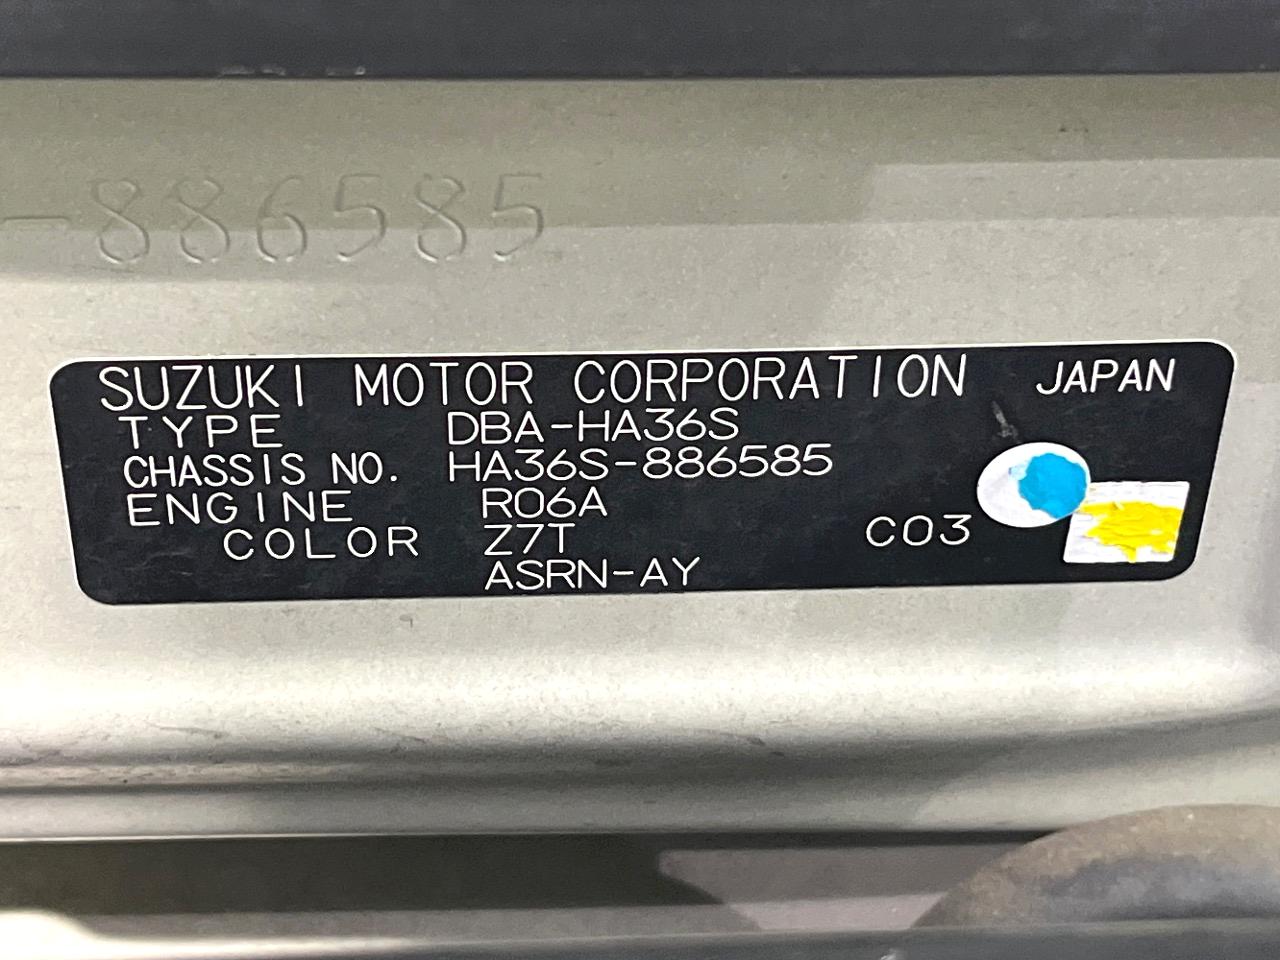 -886585
SUZUKI MOTOR CORPORATION JAPAN
TYPE DBA-HA36S
CHASSIS NO. HA36S-886585
ENGINE R06A
COLOR Z7T C03
ASRN-AY